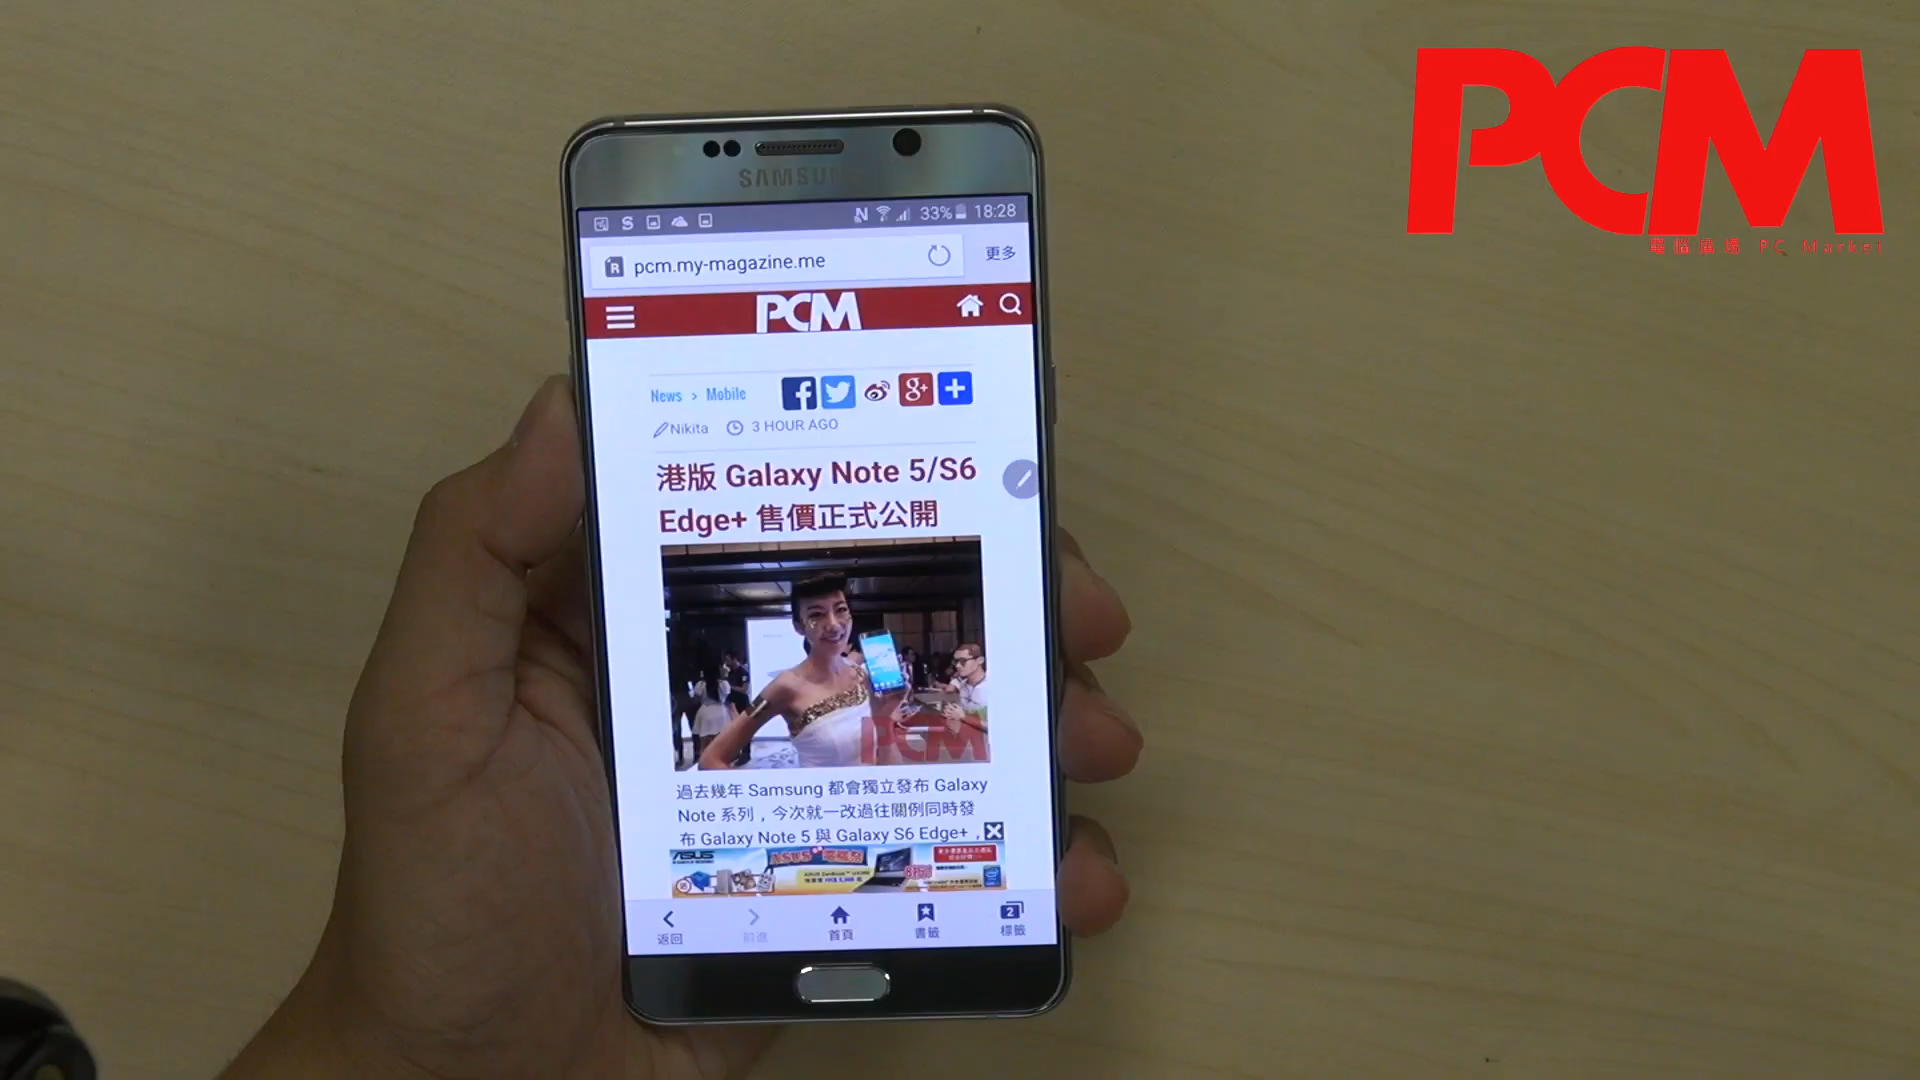 PCM
電腦廣場 PC Market
SAMSUNG
33% 18:28
pcm.my-magazine.me
更多
PCM
News > Mobile
Nikita 3 HOUR AGO
港版 Galaxy Note 5/S6
Edge+ 售價正式公開
PCM
過去幾年 Samsung 都會獨立發布 Galaxy
Note 系列，今次就一改過往關例同時發
布 Galaxy Note 5 與 Galaxy S6 Edge+，
ASUS
返回
前進
首頁
書籤
2
標籤